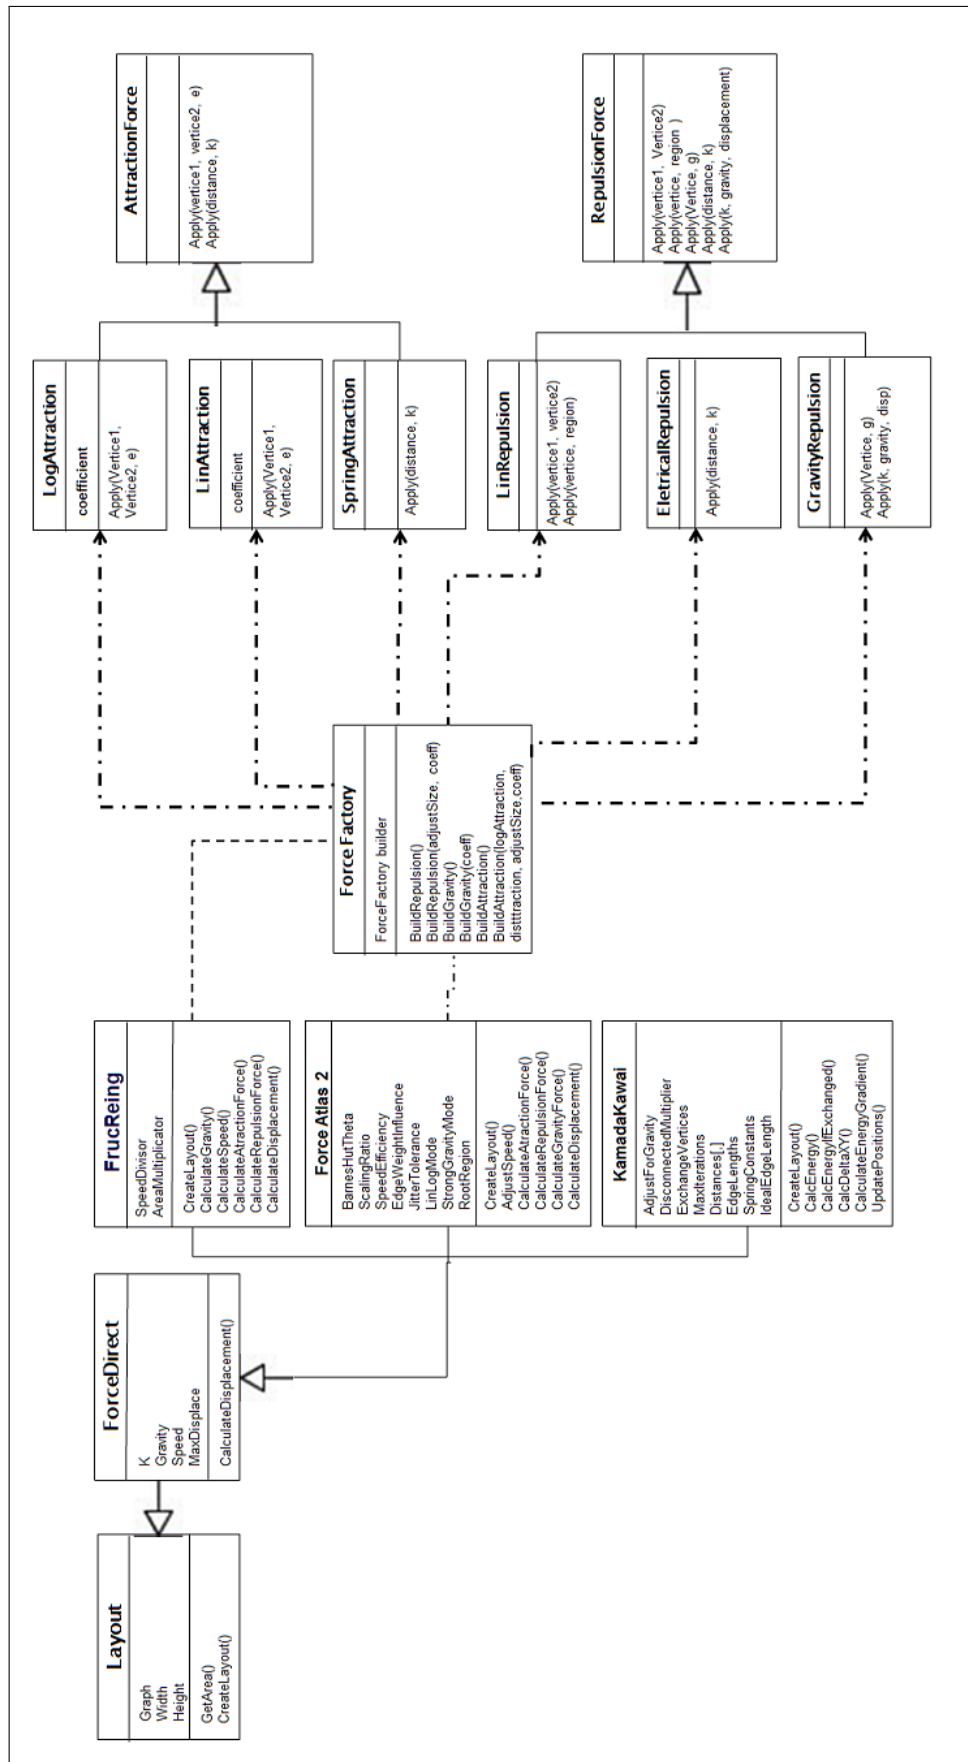 Layout
Graph
Width
Height
GetArea()
CreateLayout()
ForceDirect
K
Gravity
Speed
MaxDisplace
CalculateDisplacement()
FrucReing
SpeedDivisor
AreaMultiplicator
CreateLayout()
CalculateGravity()
CalculateSpeed()
CalculateAtractionForce()
CalculateRepulsionForce()
CalculateDisplacement()
Force Atlas 2
BarnesHutTheta
ScalingRatio
SpeedEfficiency
EdgeWeightInfluence
JitterTolerance
LinLogMode
StrongGravityMode
RootRegion
CreateLayout()
AdjustSpeed()
CalculateAtractionForce()
CalculateRepulsionForce()
CalculateGravityForce()
CalculateDisplacement()
KamadaKawai
AdjustForGravity
DisconnectedMultiplier
ExchangeVertices
MaxIterations
Distances[,]
EdgeLengths
SpringConstants
IdealEdgeLength
CreateLayout()
CalcEnergy()
CalcEnergyIfExchanged()
CalcDeltaXY()
CalculateEnergyGradient()
UpdatePositions()
Force Factory
ForceFactory builder
BuildRepulsion()
BuildRepulsion(adjustSize, coeff)
BuildGravity()
BuildGravity(coeff)
BuildAttraction()
BuildAttraction(logAttraction,
distttraction, adjustSize,coeff)
LogAttraction
coefficient
Apply(Vertice1,
Vertice2, e)
LinAttraction
coefficient
Apply(Vertice1,
Vertice2, e)
SpringAttraction
Apply(distance, k)
LinRepulsion
Apply(vertice1, vertice2)
Apply(vertice, region)
EletricalRepulsion
Apply(distance, k)
GravityRepulsion
Apply(Vertice, g)
Apply(k, gravity, disp)
AttractionForce
Apply(vertice1, vertice2, e)
Apply(distance, k)
RepulsionForce
Apply(vertice1, Vertice2)
Apply(vertice, region )
Apply(Vertice, g)
Apply(distance, k)
Apply(k, gravity, displacement)